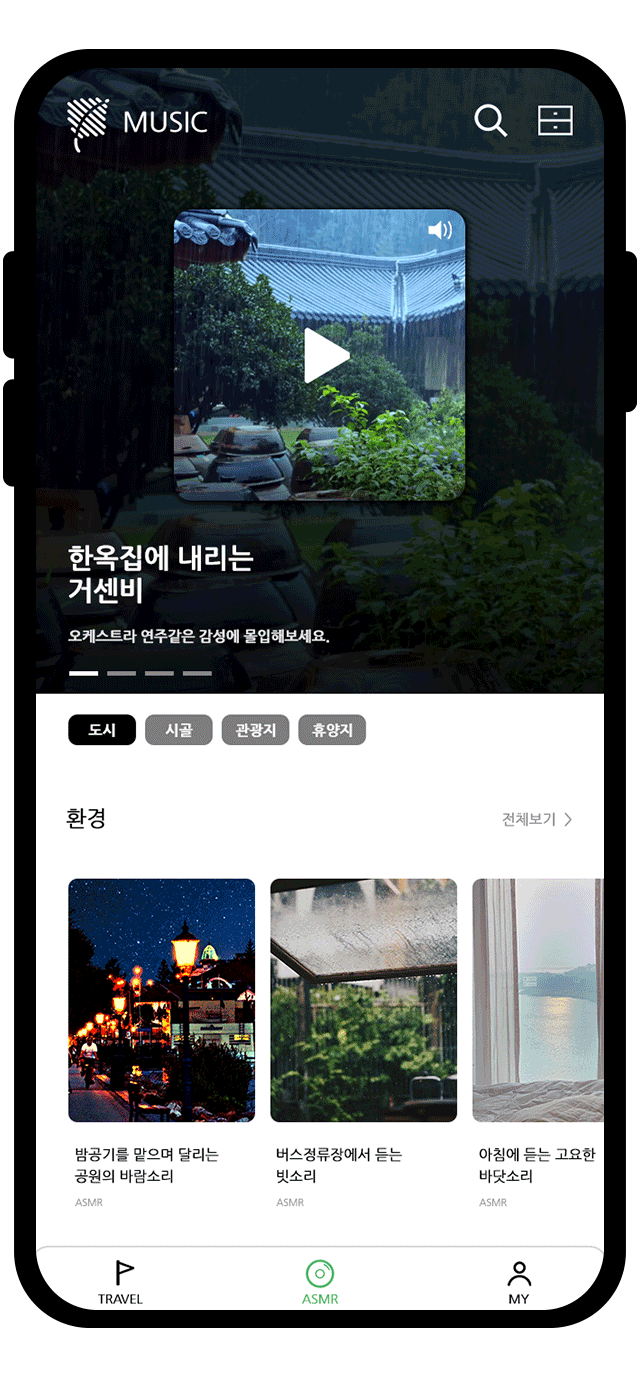 MUSIC
한옥집에 내리는
거센비
오케스트라 연주같은 감성에 몰입해보세요.
도시
시골
관광지
휴양지
환경
전체보기
밤공기를 맡으며 달리는
공원의 바람소리
ASMR
버스정류장에서 듣는
빗소리
ASMR
아침에 듣는 고요한
바닷소리
ASMR
TRAVEL
ASMR
MY